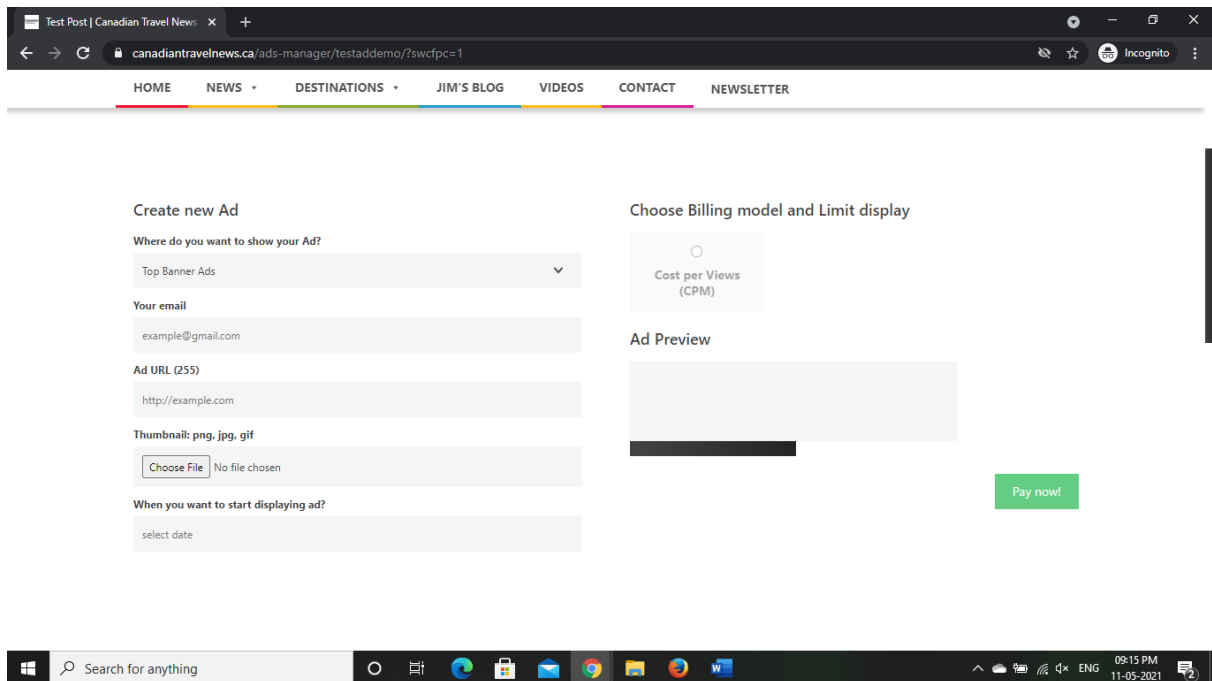 Test Post | Canadian Travel News
canadiantravelnews.ca/ads-manager/testaddemo/?swcfpc=1
Incognito
HOME NEWS DESTINATIONS JIM'S BLOG VIDEOS CONTACT NEWSLETTER
Create new Ad
Where do you want to show your Ad?
Top Banner Ads
Your email
example@gmail.com
Ad URL (255)
http://example.com
Thumbnail: png, jpg, gif
Choose File No file chosen
When you want to start displaying ad?
select date
Choose Billing model and Limit display
Cost per Views
(CPM)
Ad Preview
Pay now!
Search for anything
ENG
09:15 PM
11-05-2021
2